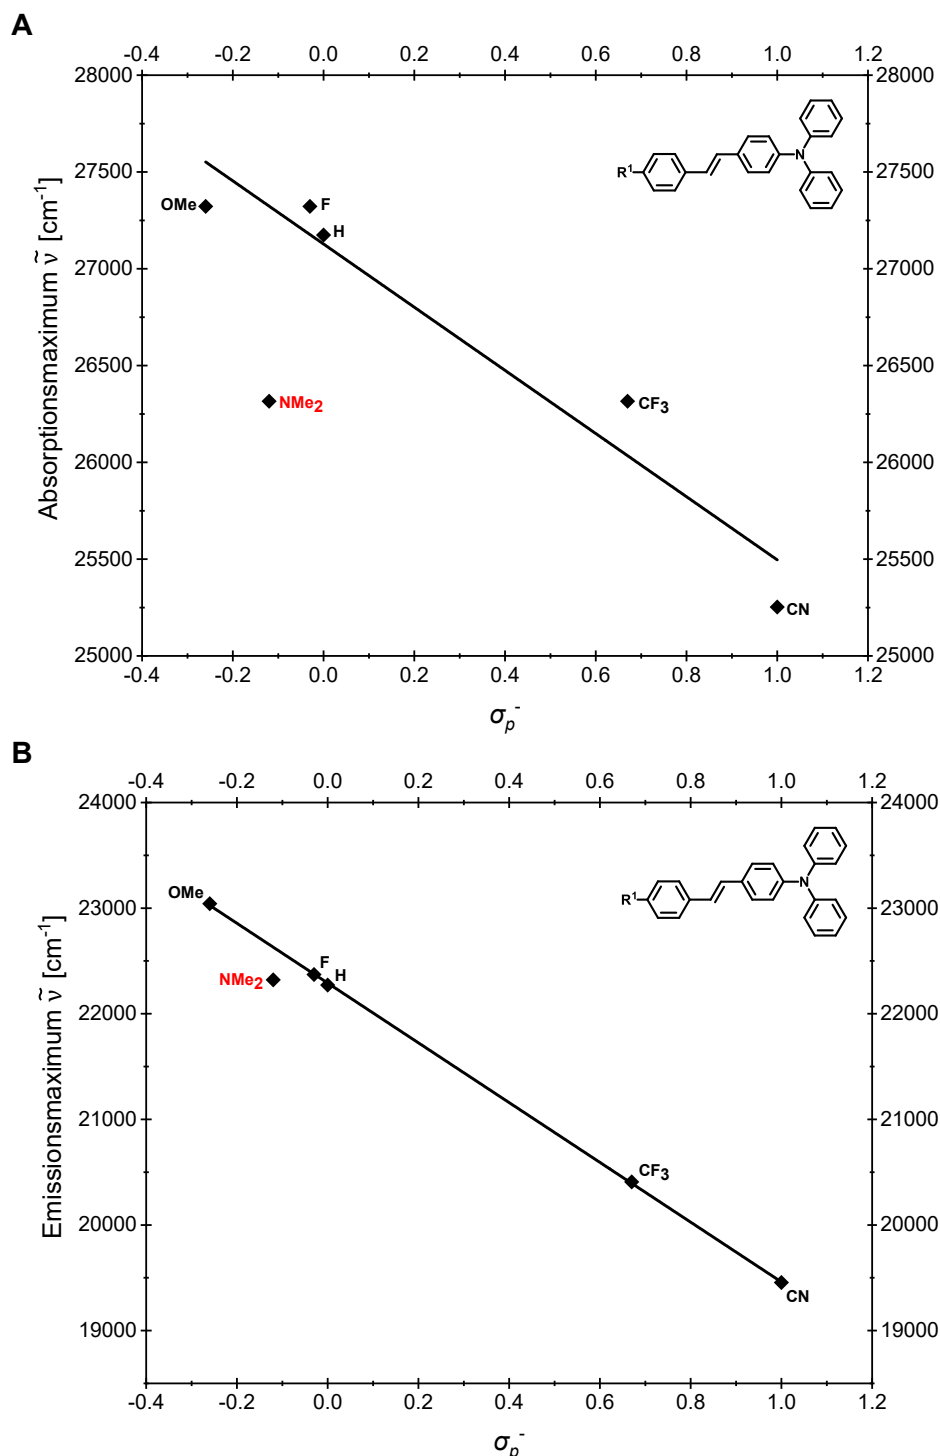 A
-0.4 -0.2 0.0 0.2 0.4 0.6 0.8 1.0 1.2
28000 28000
27500 27500
27000 27000
26500 26500
26000 26000
25500 25500
25000 25000
-0.4 -0.2 0.0 0.2 0.4 0.6 0.8 1.0 1.2
Absorptionsmaximum ν̃ [cm⁻¹]
σₚ⁻
OMe
F
H
NMe₂
CF₃
CN
R¹
N
B
-0.4 -0.2 0.0 0.2 0.4 0.6 0.8 1.0 1.2
24000 24000
23000 23000
22000 22000
21000 21000
20000 20000
19000 19000
-0.4 -0.2 0.0 0.2 0.4 0.6 0.8 1.0 1.2
Emissionsmaximum ν̃ [cm⁻¹]
σₚ⁻
OMe
NMe₂
F
H
CF₃
CN
R¹
N